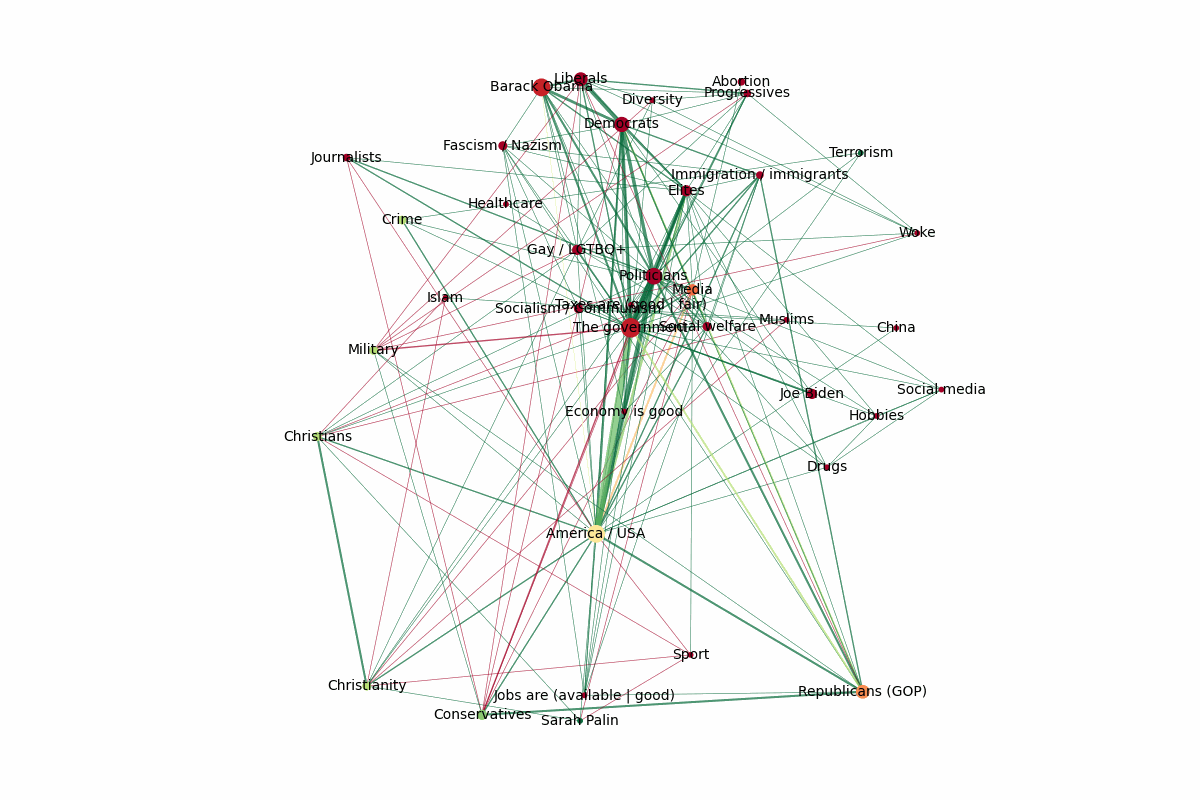 Liberals
Barack Obama
Abortion
Progressives
Diversity
Democrats
Fascism / Nazism
Journalists
Terrorism
Immigration / immigrants
Elites
Healthcare
Crime
Woke
Gay / LGTBQ+
Politicians
Media
Islam
Taxes are (good | fair)
Socialism / Communism
Muslims
The government
Social welfare
China
Military
Social media
Joe Biden
Economy is good
Hobbies
Christians
Drugs
America / USA
Sport
Christianity
Republicans (GOP)
Jobs are (available | good)
Conservatives
Sarah Palin